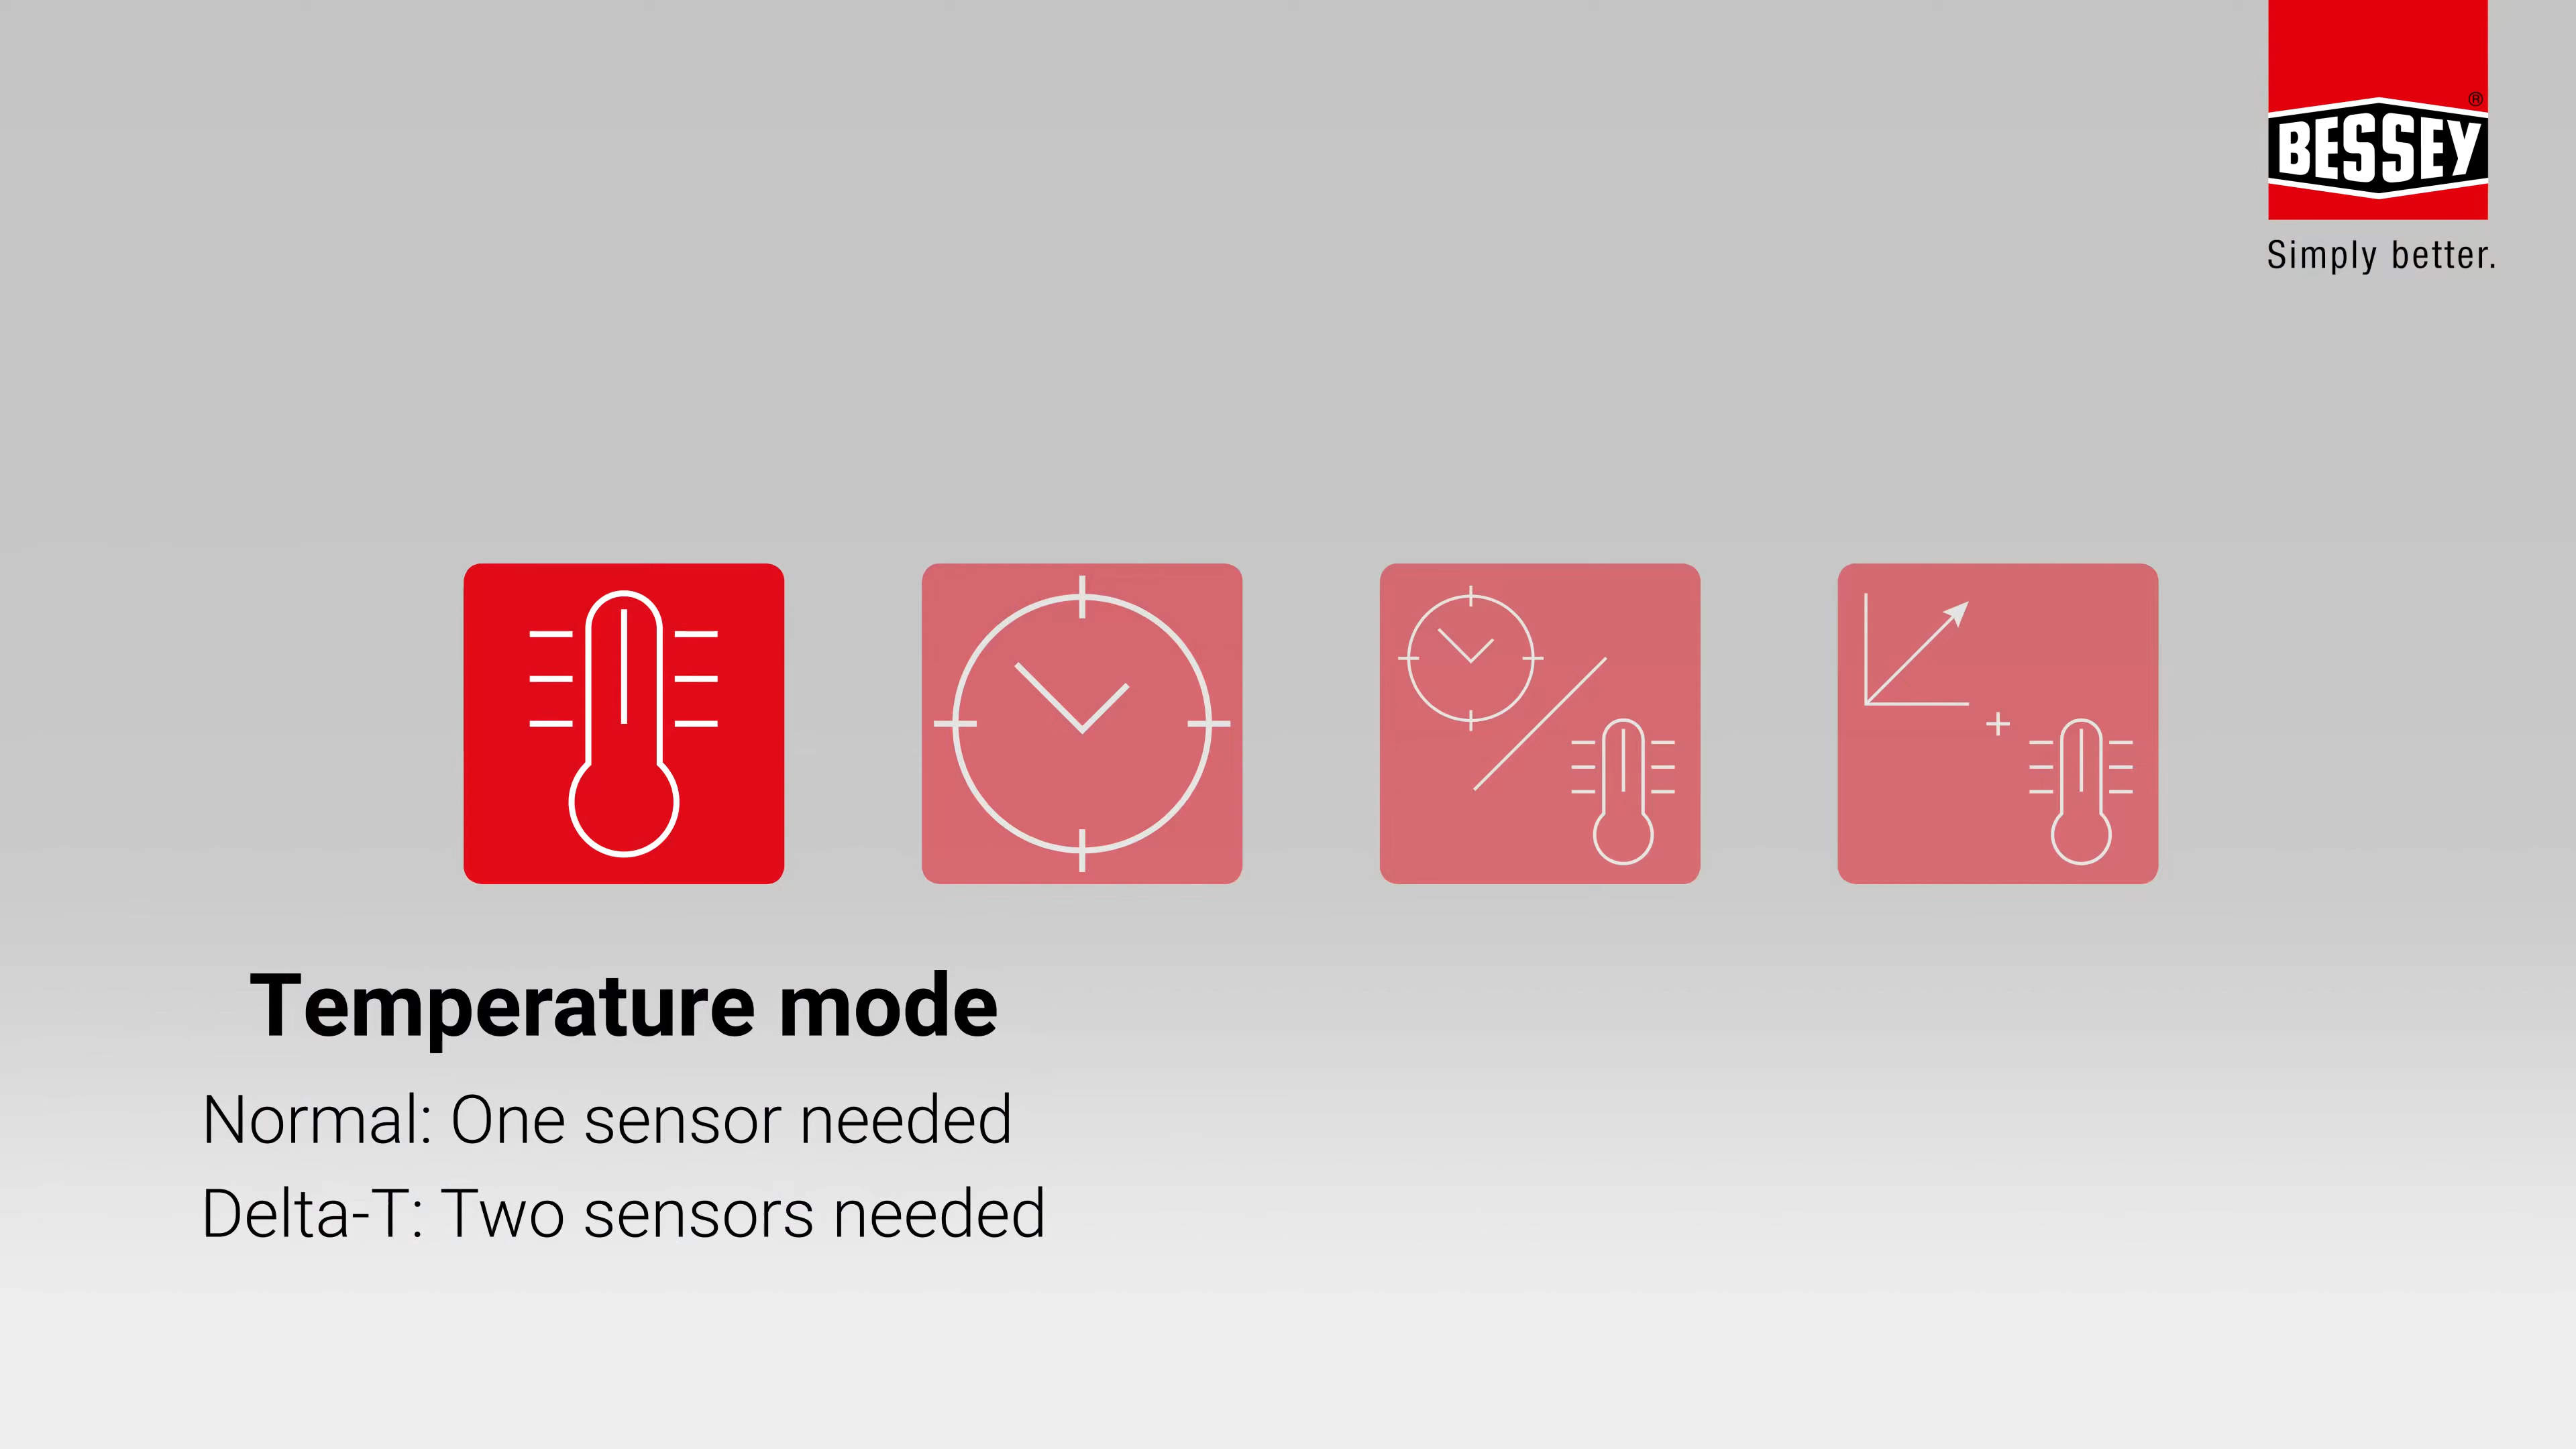 BESSEY®
Simply better.
Temperature mode
Normal: One sensor needed
Delta-T: Two sensors needed